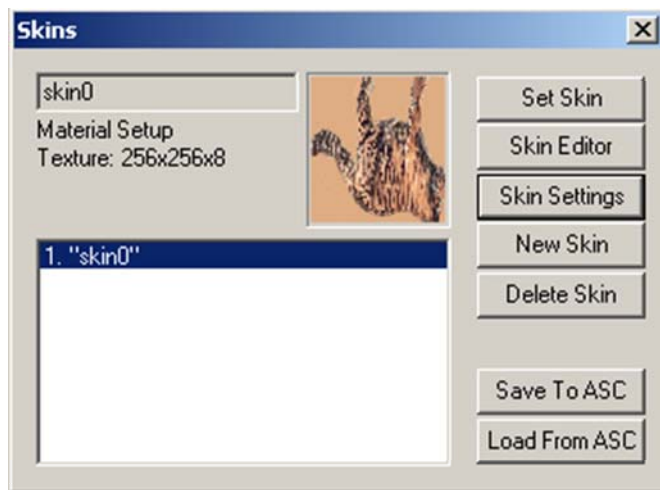 Skins
skin0
Material Setup
Texture: 256x256x8
1. "skin0"
Set Skin
Skin Editor
Skin Settings
New Skin
Delete Skin
Save To ASC
Load From ASC